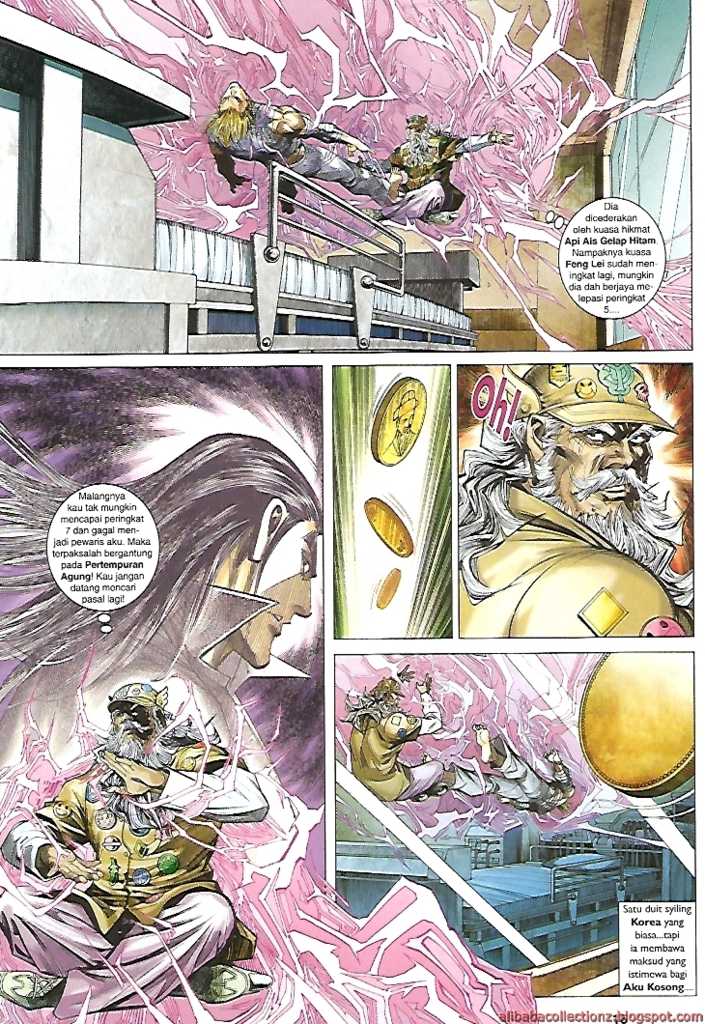 Dia
dicederakan
oleh kuasa hikmat
Api Ais Gelap Hitam.
Nampaknya kuasa
Feng Lei sudah men-
ingkat lagi, mungkin
dia dah berjaya me-
lepasi peringkat
5....
Malangnya
kau tak mungkin
mencapai peringkat
7 dan gagal men-
jadi pewaris aku. Maka
terpaksalah bergantung
pada Pertempuran
Agung! Kau jangan
datang moncari
pasal lagi!
Oh?
Satu duit syiling
Korea yang
biasa...tapi
ia membawa
maksud yang
istimewa bagi
Aku Kosong....
alibabacollectionz.blogspot.com